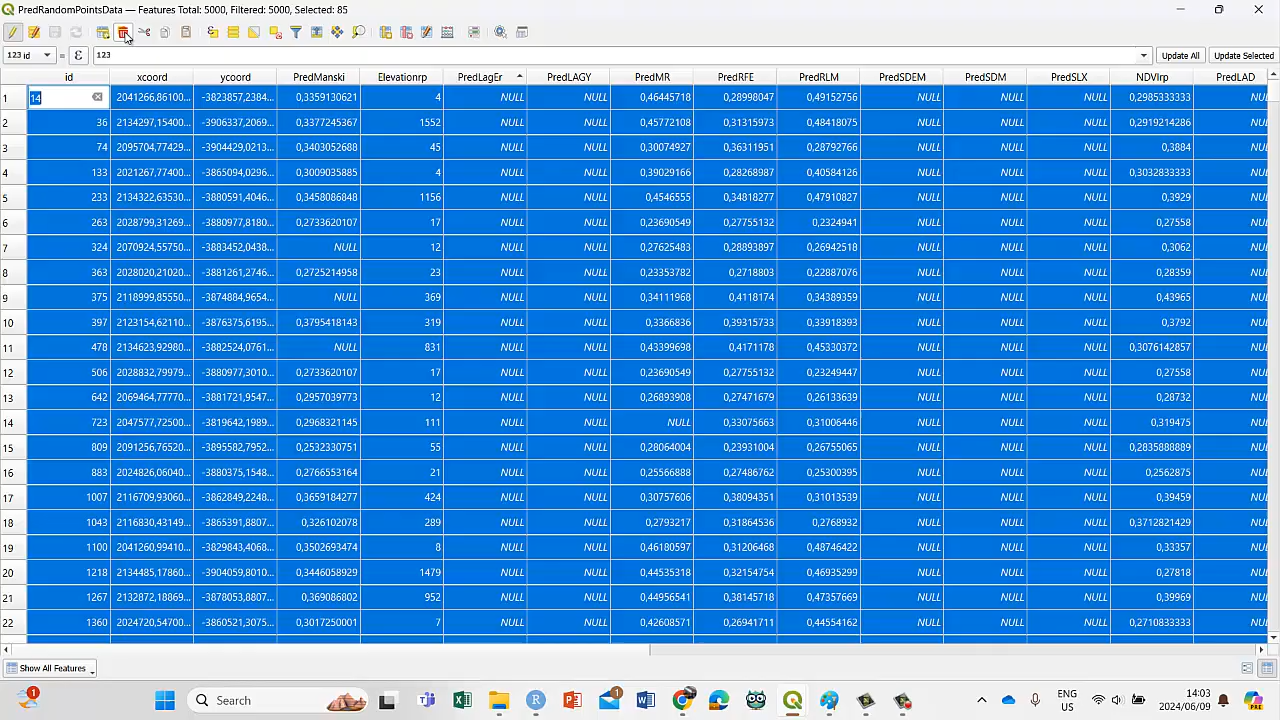 PredRandomPointsData — Features Total: 5000, Filtered: 5000, Selected: 85
123 id = ε 123 Update All Update Selected
id xcoord ycoord PredManski Elevationrp PredLagEr PredLAGY PredMR PredRFE PredRLM PredSDEM PredSDM PredSLX NDVIrp PredLAD
1 14 2041266,86100... -3823857,2384... 0,3359130621 4 NULL NULL 0,46445718 0,28998047 0,49152756 NULL NULL NULL 0,2985333333 NU
2 36 2134297,15400... -3906337,2069... 0,3377245367 1552 NULL NULL 0,45772108 0,31315973 0,48418075 NULL NULL NULL 0,2919214286 NU
3 74 2095704,77429... -3904429,0213... 0,3403052688 45 NULL NULL 0,30074927 0,36311951 0,28792766 NULL NULL NULL 0,3884 NU
4 133 2021267,77400... -3865094,0296... 0,3009035885 4 NULL NULL 0,39029166 0,28268987 0,40584126 NULL NULL NULL 0,3032833333 NU
5 233 2134322,63530... -3880591,4046... 0,3458086848 1156 NULL NULL 0,4546555 0,34818277 0,47910827 NULL NULL NULL 0,3929 NU
6 263 2028799,31269... -3880977,8180... 0,2733620107 17 NULL NULL 0,23690549 0,27755132 0,2324941 NULL NULL NULL 0,27558 NU
7 324 2070924,55750... -3883452,0438... NULL 12 NULL NULL 0,27625483 0,28893897 0,26942518 NULL NULL NULL 0,3062 NU
8 363 2028020,21020... -3881261,2746... 0,2725214958 23 NULL NULL 0,23353782 0,2718803 0,22887076 NULL NULL NULL 0,28359 NU
9 375 2118999,85550... -3874884,9654... NULL 369 NULL NULL 0,34111968 0,4118174 0,34389359 NULL NULL NULL 0,43965 NU
10 397 2123154,62110... -3876375,6195... 0,3795418143 319 NULL NULL 0,3366836 0,39315733 0,33918393 NULL NULL NULL 0,3792 NU
11 478 2134623,92980... -3882524,0761... NULL 831 NULL NULL 0,43399698 0,4171178 0,45330372 NULL NULL NULL 0,3076142857 NU
12 506 2028832,79979... -3880977,3010... 0,2733620107 17 NULL NULL 0,23690549 0,27755132 0,23249447 NULL NULL NULL 0,27558 NU
13 642 2069464,77770... -3881721,9547... 0,2957039773 12 NULL NULL 0,26893908 0,27471679 0,26133639 NULL NULL NULL 0,28732 NU
14 723 2047577,72500... -3819642,1989... 0,2968321145 111 NULL NULL NULL 0,33075663 0,31006446 NULL NULL NULL 0,319475 NU
15 809 2091256,76520... -3895582,7952... 0,2532330751 55 NULL NULL 0,28064004 0,23931004 0,26755065 NULL NULL NULL 0,2835888889 NU
16 883 2024826,06040... -3880375,1548... 0,2766553164 21 NULL NULL 0,25566888 0,27486762 0,25300395 NULL NULL NULL 0,2562875 NU
17 1007 2116709,93060... -3862849,2248... 0,3659184277 424 NULL NULL 0,30757606 0,38094351 0,31013539 NULL NULL NULL 0,39459 NU
18 1043 2116830,43149... -3865391,8807... 0,326102078 289 NULL NULL 0,2793217 0,31864536 0,2768932 NULL NULL NULL 0,3712821429 NU
19 1100 2041260,99410... -3829843,4068... 0,3502693474 8 NULL NULL 0,46180597 0,31206468 0,48746422 NULL NULL NULL 0,33357 NU
20 1218 2134485,17860... -3904059,8010... 0,3446058929 1479 NULL NULL 0,44535318 0,32154754 0,46935299 NULL NULL NULL 0,27818 NU
21 1267 2132872,18869... -3878053,8807... 0,369086802 952 NULL NULL 0,44956541 0,38145718 0,47357669 NULL NULL NULL 0,39969 NU
22 1360 2024720,54700... -3860521,3075... 0,3017250001 7 NULL NULL 0,42608571 0,26941711 0,44554162 NULL NULL NULL 0,2710833333 NU
Show All Features
1 Search 1 ENG 14:03
US 2024/06/09